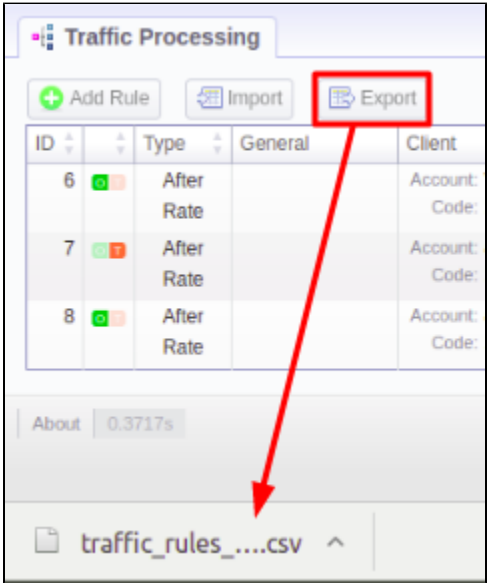 Traffic Processing
Add Rule Import Export
ID Type General Client
6 O T After Account:
Rate Code:
7 O T After Account:
Rate Code:
8 O After Account:
Rate Code:
About 0.3717s
traffic_rules_....csv